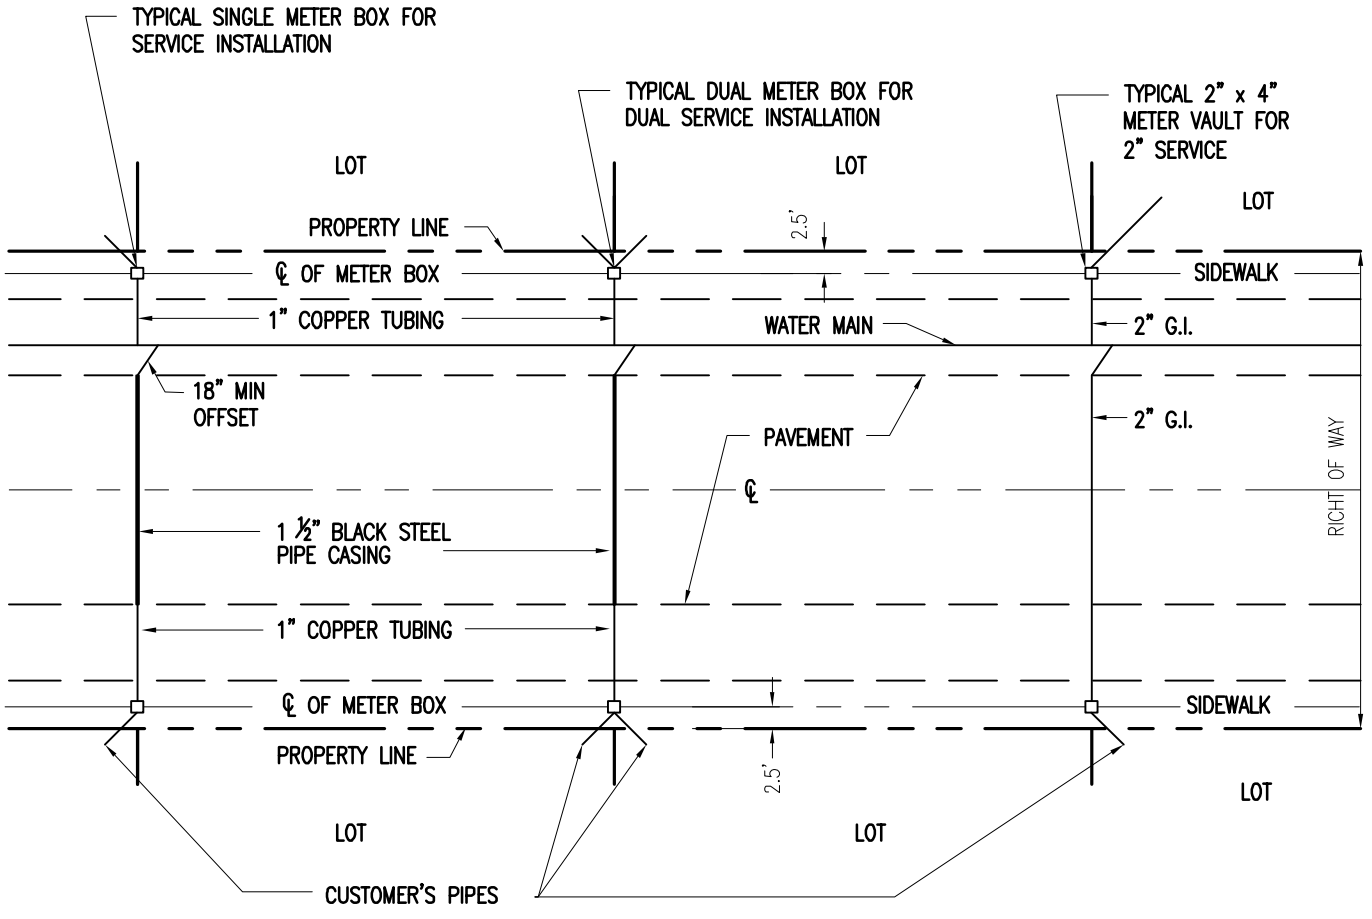 TYPICAL SINGLE METER BOX FOR
SERVICE INSTALLATION
TYPICAL DUAL METER BOX FOR
DUAL SERVICE INSTALLATION
TYPICAL 2" x 4"
METER VAULT FOR
2" SERVICE
LOT
LOT
LOT
PROPERTY LINE
2.5'
℄ OF METER BOX
SIDEWALK
1" COPPER TUBING
WATER MAIN
2" G.I.
18" MIN
OFFSET
2" G.I.
PAVEMENT
RICHT OF WAY
℄
1 ½" BLACK STEEL
PIPE CASING
1" COPPER TUBING
℄ OF METER BOX
SIDEWALK
PROPERTY LINE
2.5'
LOT
LOT
LOT
CUSTOMER'S PIPES